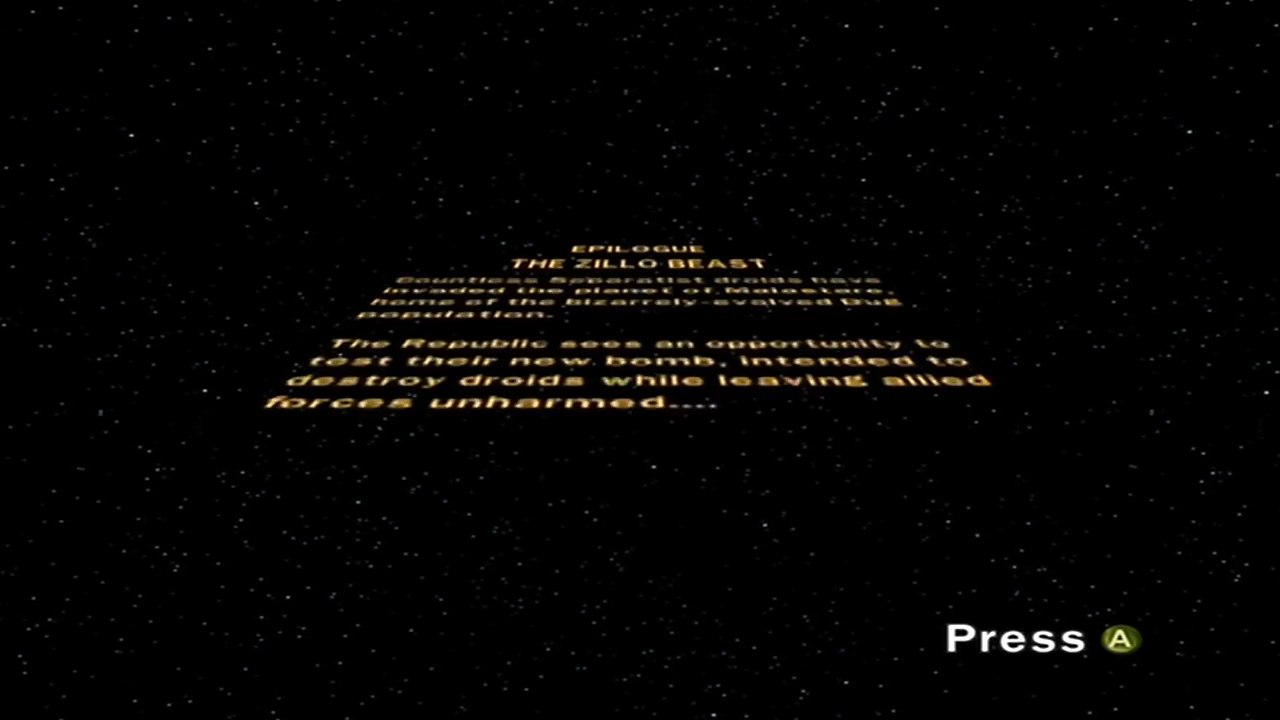 EPILOGUE
THE ZILLO BEAST
Countless Separatist droids have
invaded the planet of Malastare,
home of the bizarrely-evolved Dug
population.
The Republic sees an opportunity to
test their new bomb, intended to
destroy droids while leaving allied
forces unharmed....
Press A